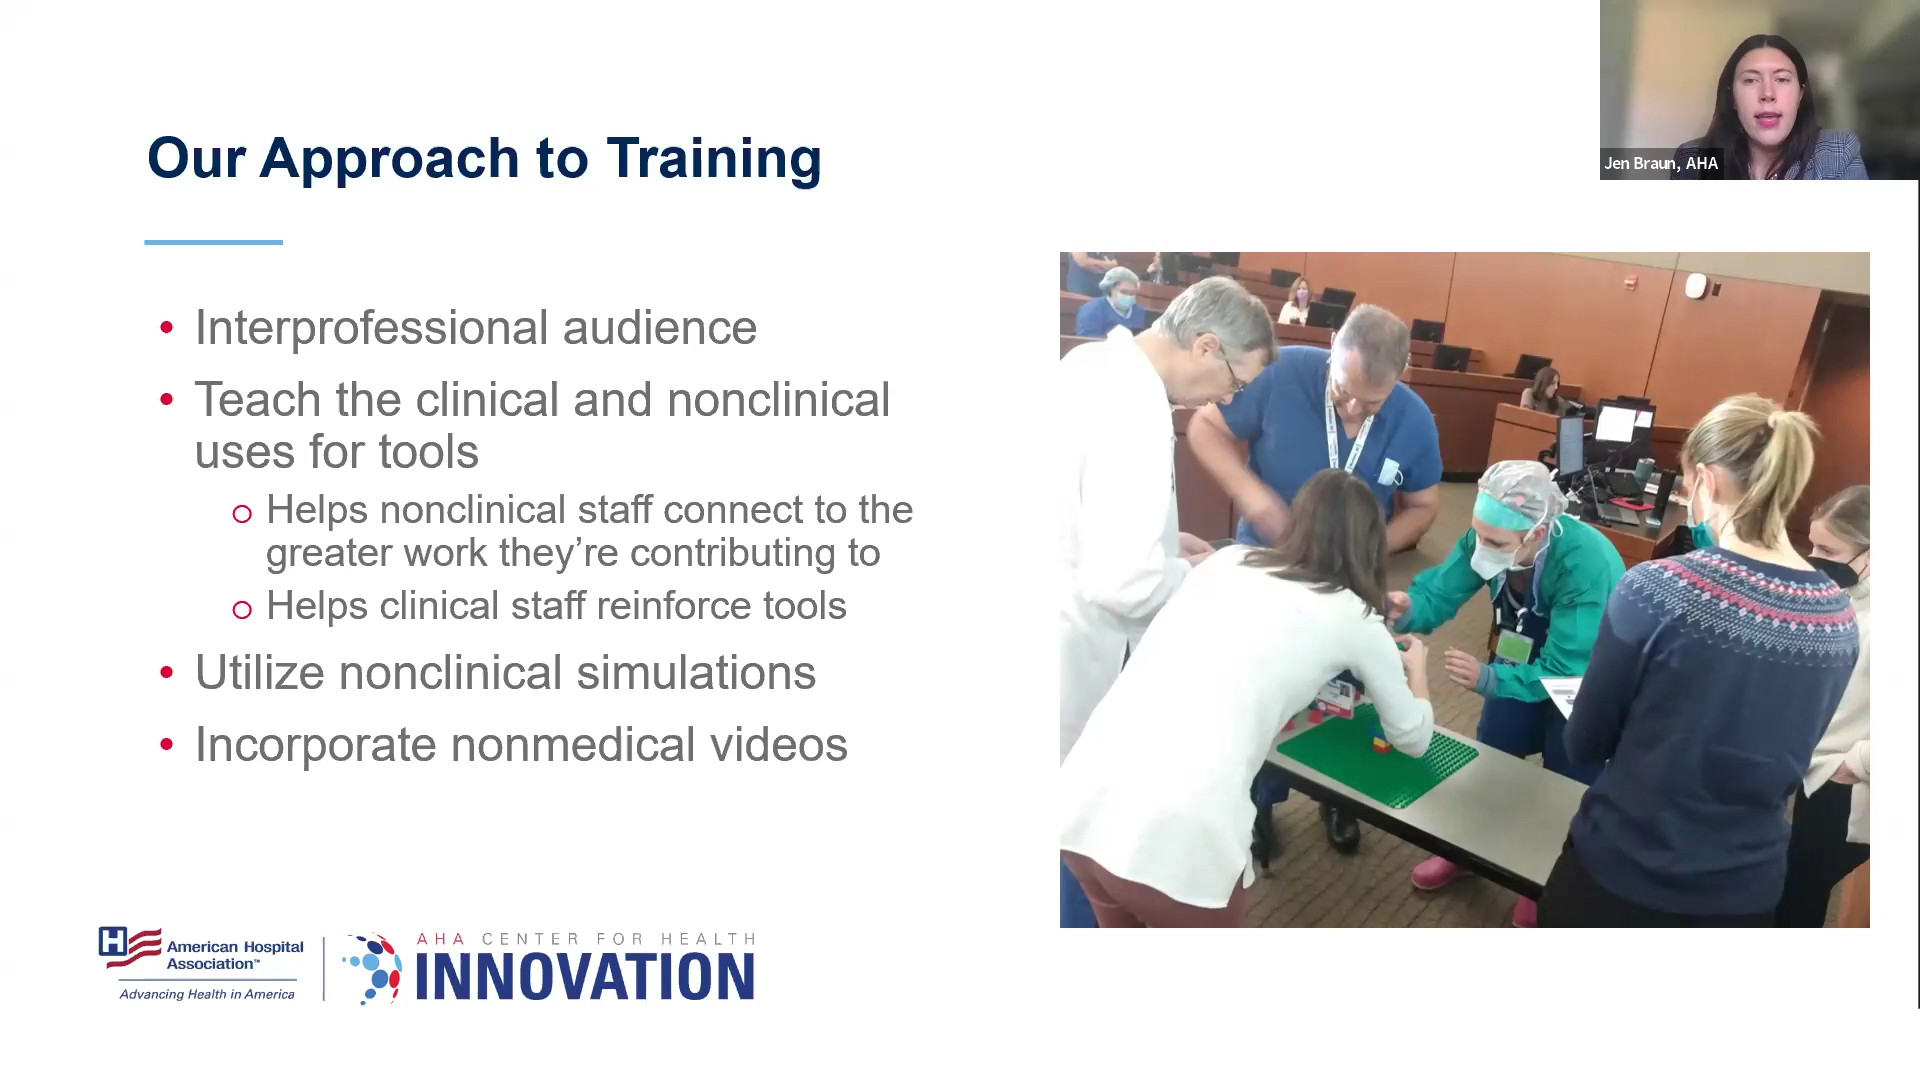 Jen Braun, AHA
Our Approach to Training
• Interprofessional audience
• Teach the clinical and nonclinical
uses for tools
o Helps nonclinical staff connect to the
greater work they’re contributing to
o Helps clinical staff reinforce tools
• Utilize nonclinical simulations
• Incorporate nonmedical videos
H
American Hospital
Association™
Advancing Health in America
AHA CENTER FOR HEALTH
INNOVATION